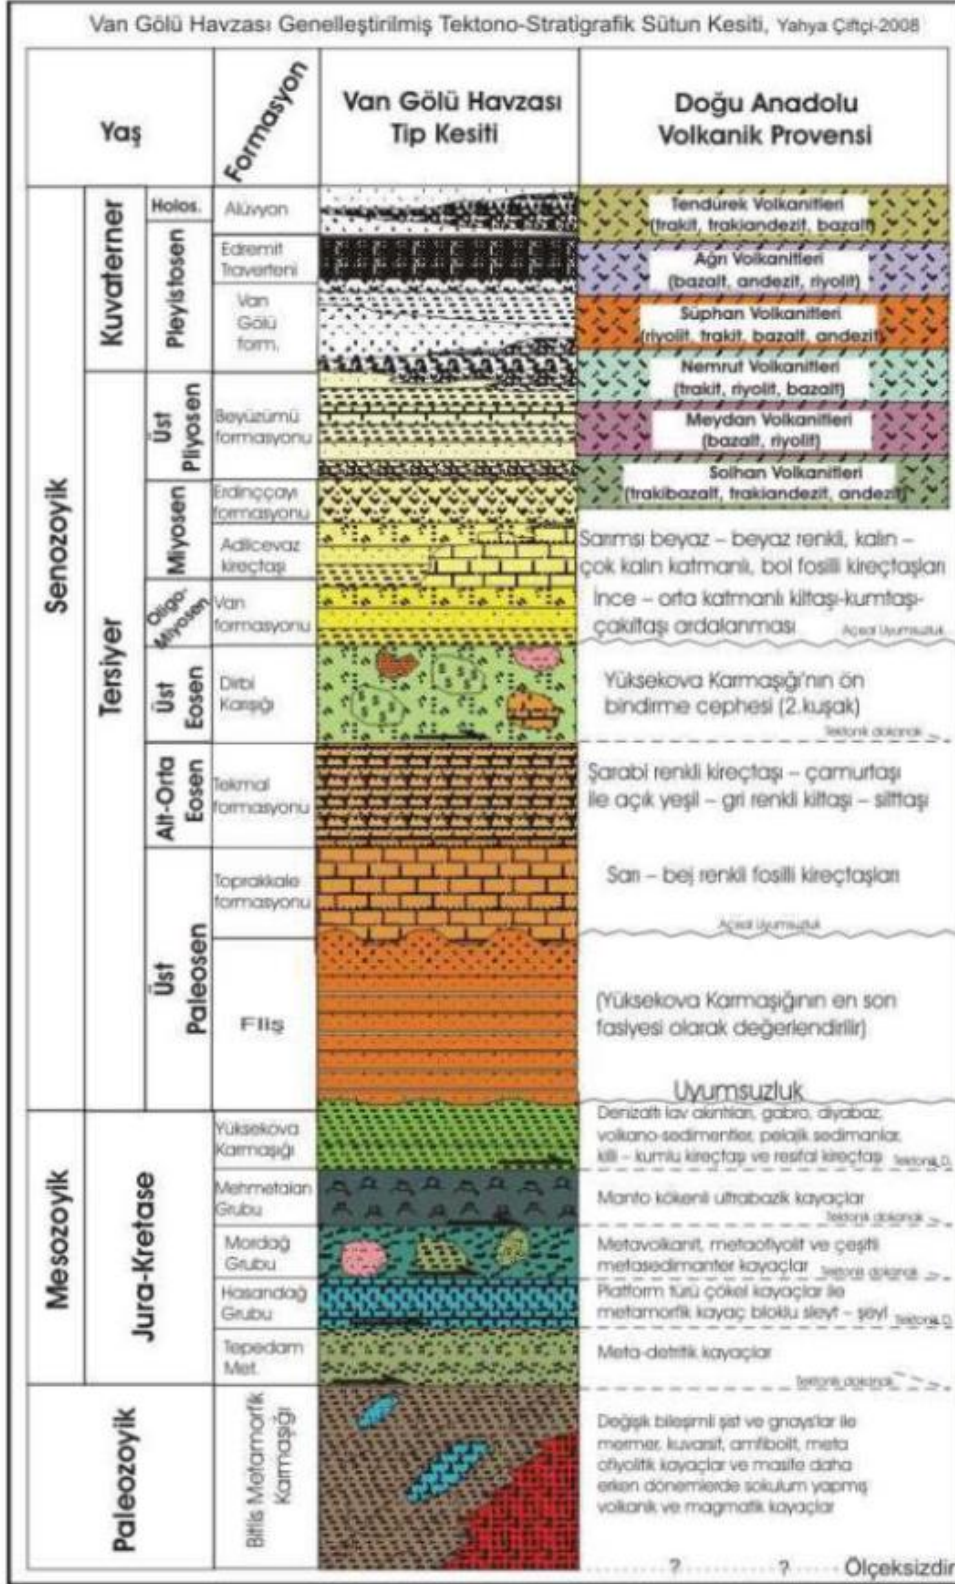 Van Gölü Havzası Genelleştirilmiş Tektono-Stratigrafik Sütun Kesiti, Yahya Çiftçi-2008
Yaş
Formasyon
Van Gölü Havzası
Tip Kesiti
Doğu Anadolu
Volkanik Provensi
Senozoyik
Kuvaterner
Holos.
Alüvyon
Tendürek Volkanitleri
(trakit, trakiandezit, bazalt)
Pleyistosen
Edremit
Traverteni
Ağrı Volkanitleri
(bazalt, andezit, riyolit)
Van
Gölü
form.
Süphan Volkanitleri
(riyolit, trakit, bazalt, andezit)
Nemrut Volkanitleri
(trakit, riyolit, bazalt)
Tersiyer
Üst
Pliyosen
Beyüzümü
formasyonu
Meydan Volkanitleri
(bazalt, riyolit)
Solhan Volkanitleri
(trakibazalt, trakiandezit, andezit)
Miyosen
Erdinççayı
formasyonu
Adilcevaz
kireçtaşı
Sarımsı beyaz – beyaz renkli, kalın –
çok kalın katmanlı, bol fosilli kireçtaşları
Oligo-
Miyosen
Van
formasyonu
İnce – orta katmanlı kiltaşı-kumtaşı-
çakıltaşı ardalanması
Açısal Uyumsuzluk
Üst
Eosen
Dirbi
Karışığı
Yüksekova Karmaşığı'nın ön
bindirme cephesi (2.kuşak)
Tektonik dokanak
Alt-Orta
Eosen
Tekmal
formasyonu
Şarabi renkli kireçtaşı – çamurtaşı
ile açık yeşil – gri renkli kiltaşı – silttaşı
Üst
Paleosen
Toprakkale
formasyonu
Sarı – bej renkli fosilli kireçtaşları
Açısal Uyumsuzluk
Fliş
(Yüksekova Karmaşığının en son
fasiyesi olarak değerlendirilir)
Uyumsuzluk
Mesozoyik
Jura-Kretase
Yüksekova
Karmaşığı
Denizaltı lav akıntıları, gabro, diyabaz,
volkano-sedimentler, pelajik sedimanlar,
killi – kumlu kireçtaşı ve resifal kireçtaşı
Tektonik D.
Mehmetalan
Grubu
Manto kökenli ultrabazik kayaçlar
Tektonik dokanak
Mordağ
Grubu
Metavolkanit, metaofiyolit ve çeşitli
metasedimanter kayaçlar
Tektonik dokanak
Hasandağ
Grubu
Platform türü çökel kayaçlar ile
metamorfik kayaç bloklu sleyt – şeyl
Tektonik D.
Tepedam
Met.
Meta-detritik kayaçlar
Tektonik dokanak
Paleozoyik
Bitlis Metamorfik
Karmaşığı
Değişik bileşimli şist ve gnayslar ile
mermer, kuvarsit, amfibolit, meta
ofiyolitik kayaçlar ve masife daha
erken dönemlerde sokulum yapmış
volkanik ve magmatik kayaçlar
? ? Ölçeksizdir